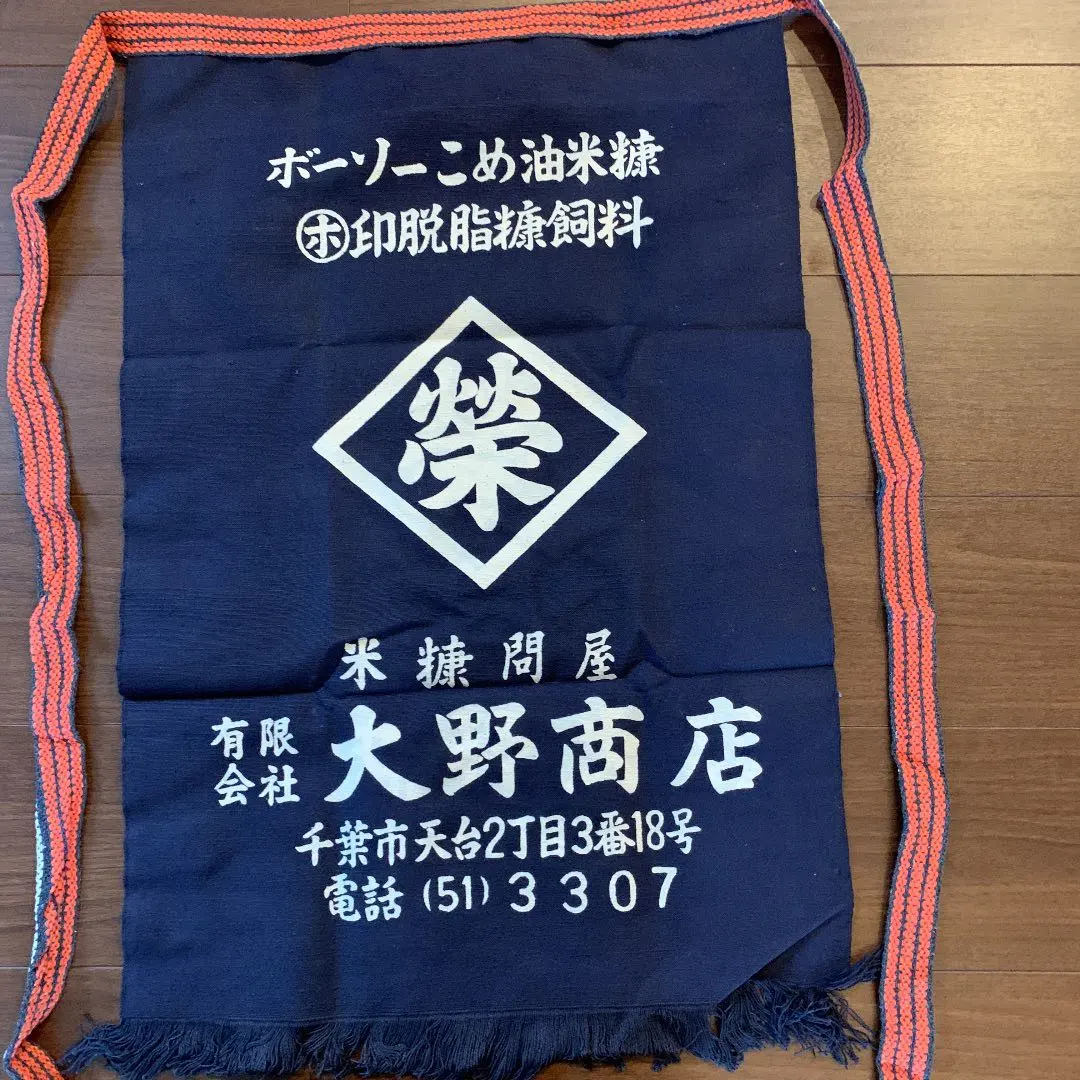 ボーソーこめ油米糠
㋭印脱脂糠飼料
榮
米糠問屋
有限会社 大野商店
千葉市天台2丁目3番18号
電話 (51) 3307